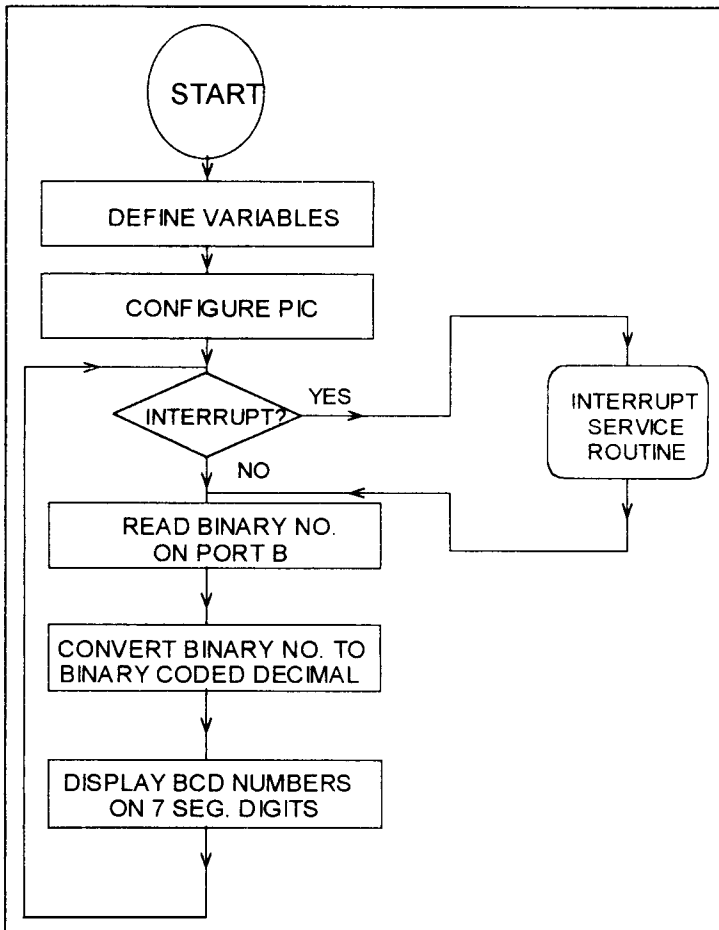 START
DEFINE VARIABLES
CONFIGURE PIC
INTERRUPT?
YES
NO
INTERRUPT
SERVICE
ROUTINE
READ BINARY NO.
ON PORT B
CONVERT BINARY NO. TO
BINARY CODED DECIMAL
DISPLAY BCD NUMBERS
ON 7 SEG. DIGITS